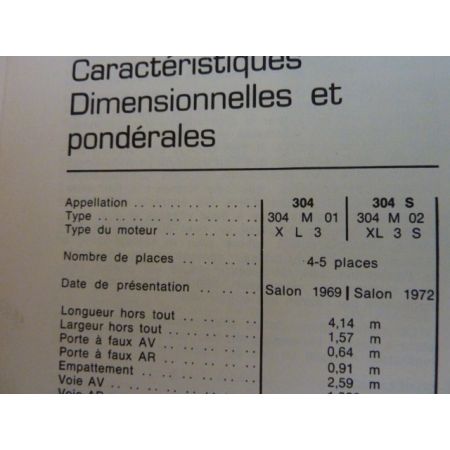 Caractéristiques
Dimensionnelles et
pondérales
Appellation . . . . . . . . . . 304 304 S
Type . . . . . . . . . . . . . 304 M 01 304 M 02
Type du moteur . . . . . . . . X L 3 XL 3 S
Nombre de places . . . . . . 4-5 places
Date de présentation . . . . . Salon 1969 Salon 1972
Longueur hors tout . . . . . . 4,14 m
Largeur hors tout . . . . . . . 1,57 m
Porte à faux AV . . . . . . . . 0,64 m
Porte à faux AR . . . . . . . . 0,91 m
Empattement . . . . . . . . . 2,59 m
Voie AV . . . . . . . . . . .
Voie